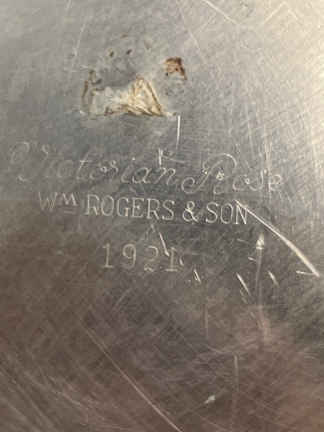 Victorian Rose
WM ROGERS & SON
1921